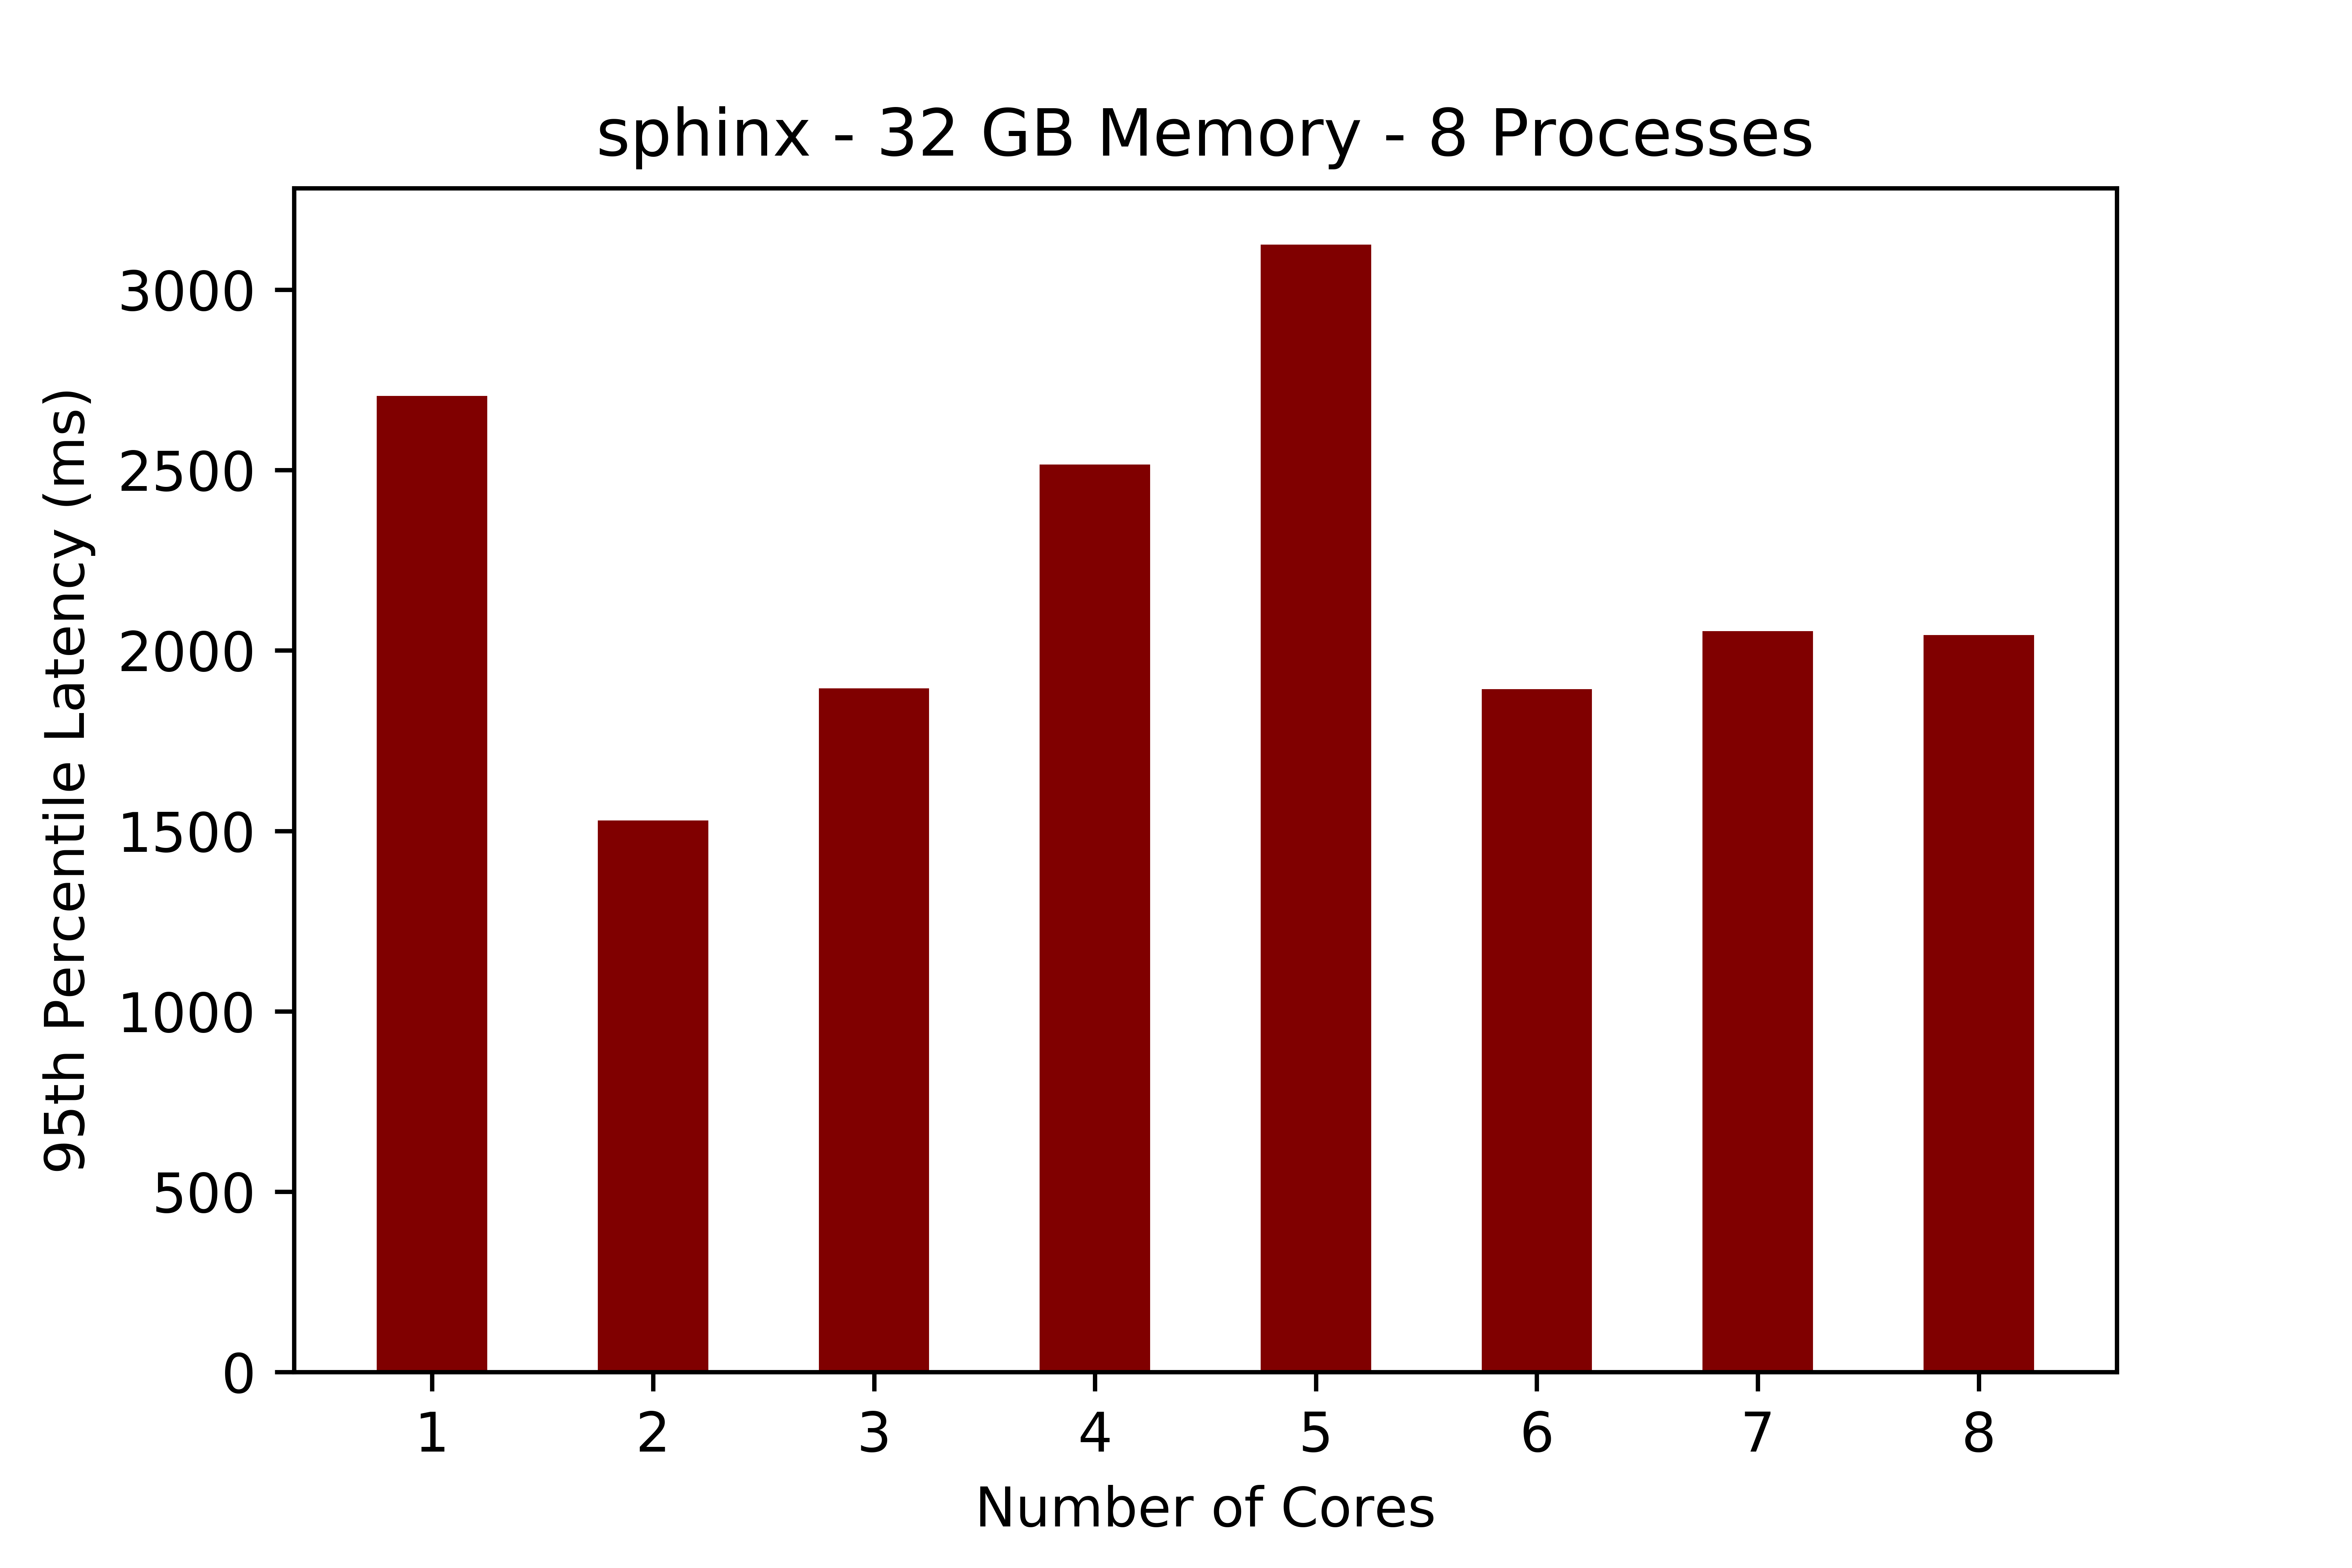 sphinx - 32 GB Memory - 8 Processes
95th Percentile Latency (ms)
3000
2500
2000
1500
1000
500
0
1 2 3 4 5 6 7 8
Number of Cores